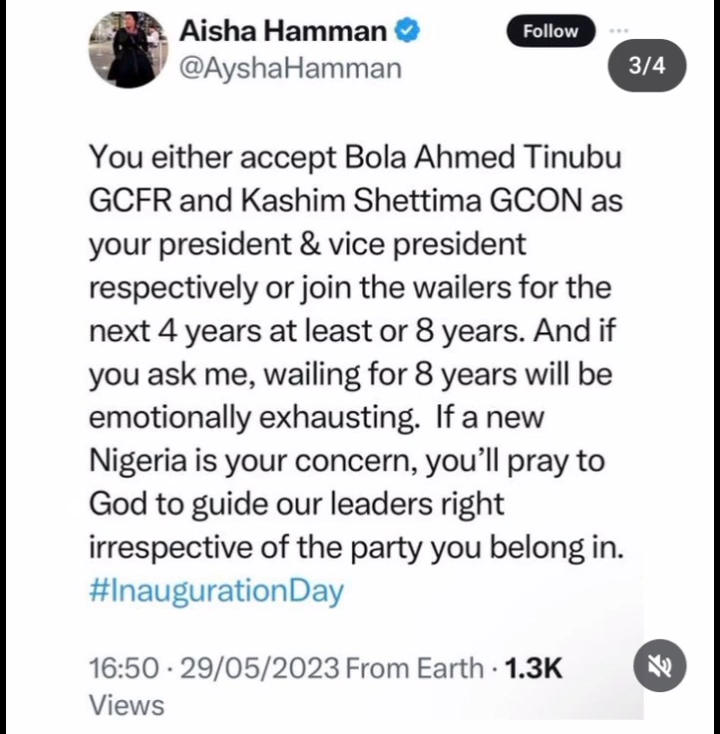 Aisha Hamman
Follow
@AyshaHamman
3/4
You either accept Bola Ahmed Tinubu
GCFR and Kashim Shettima GCON as
your president & vice president
respectively or join the wailers for the
next 4 years at least or 8 years. And if
you ask me, wailing for 8 years will be
emotionally exhausting.  If a new
Nigeria is your concern, you’ll pray to
God to guide our leaders right
irrespective of the party you belong in.
#InaugurationDay
16:50 · 29/05/2023 From Earth · 1.3K
Views